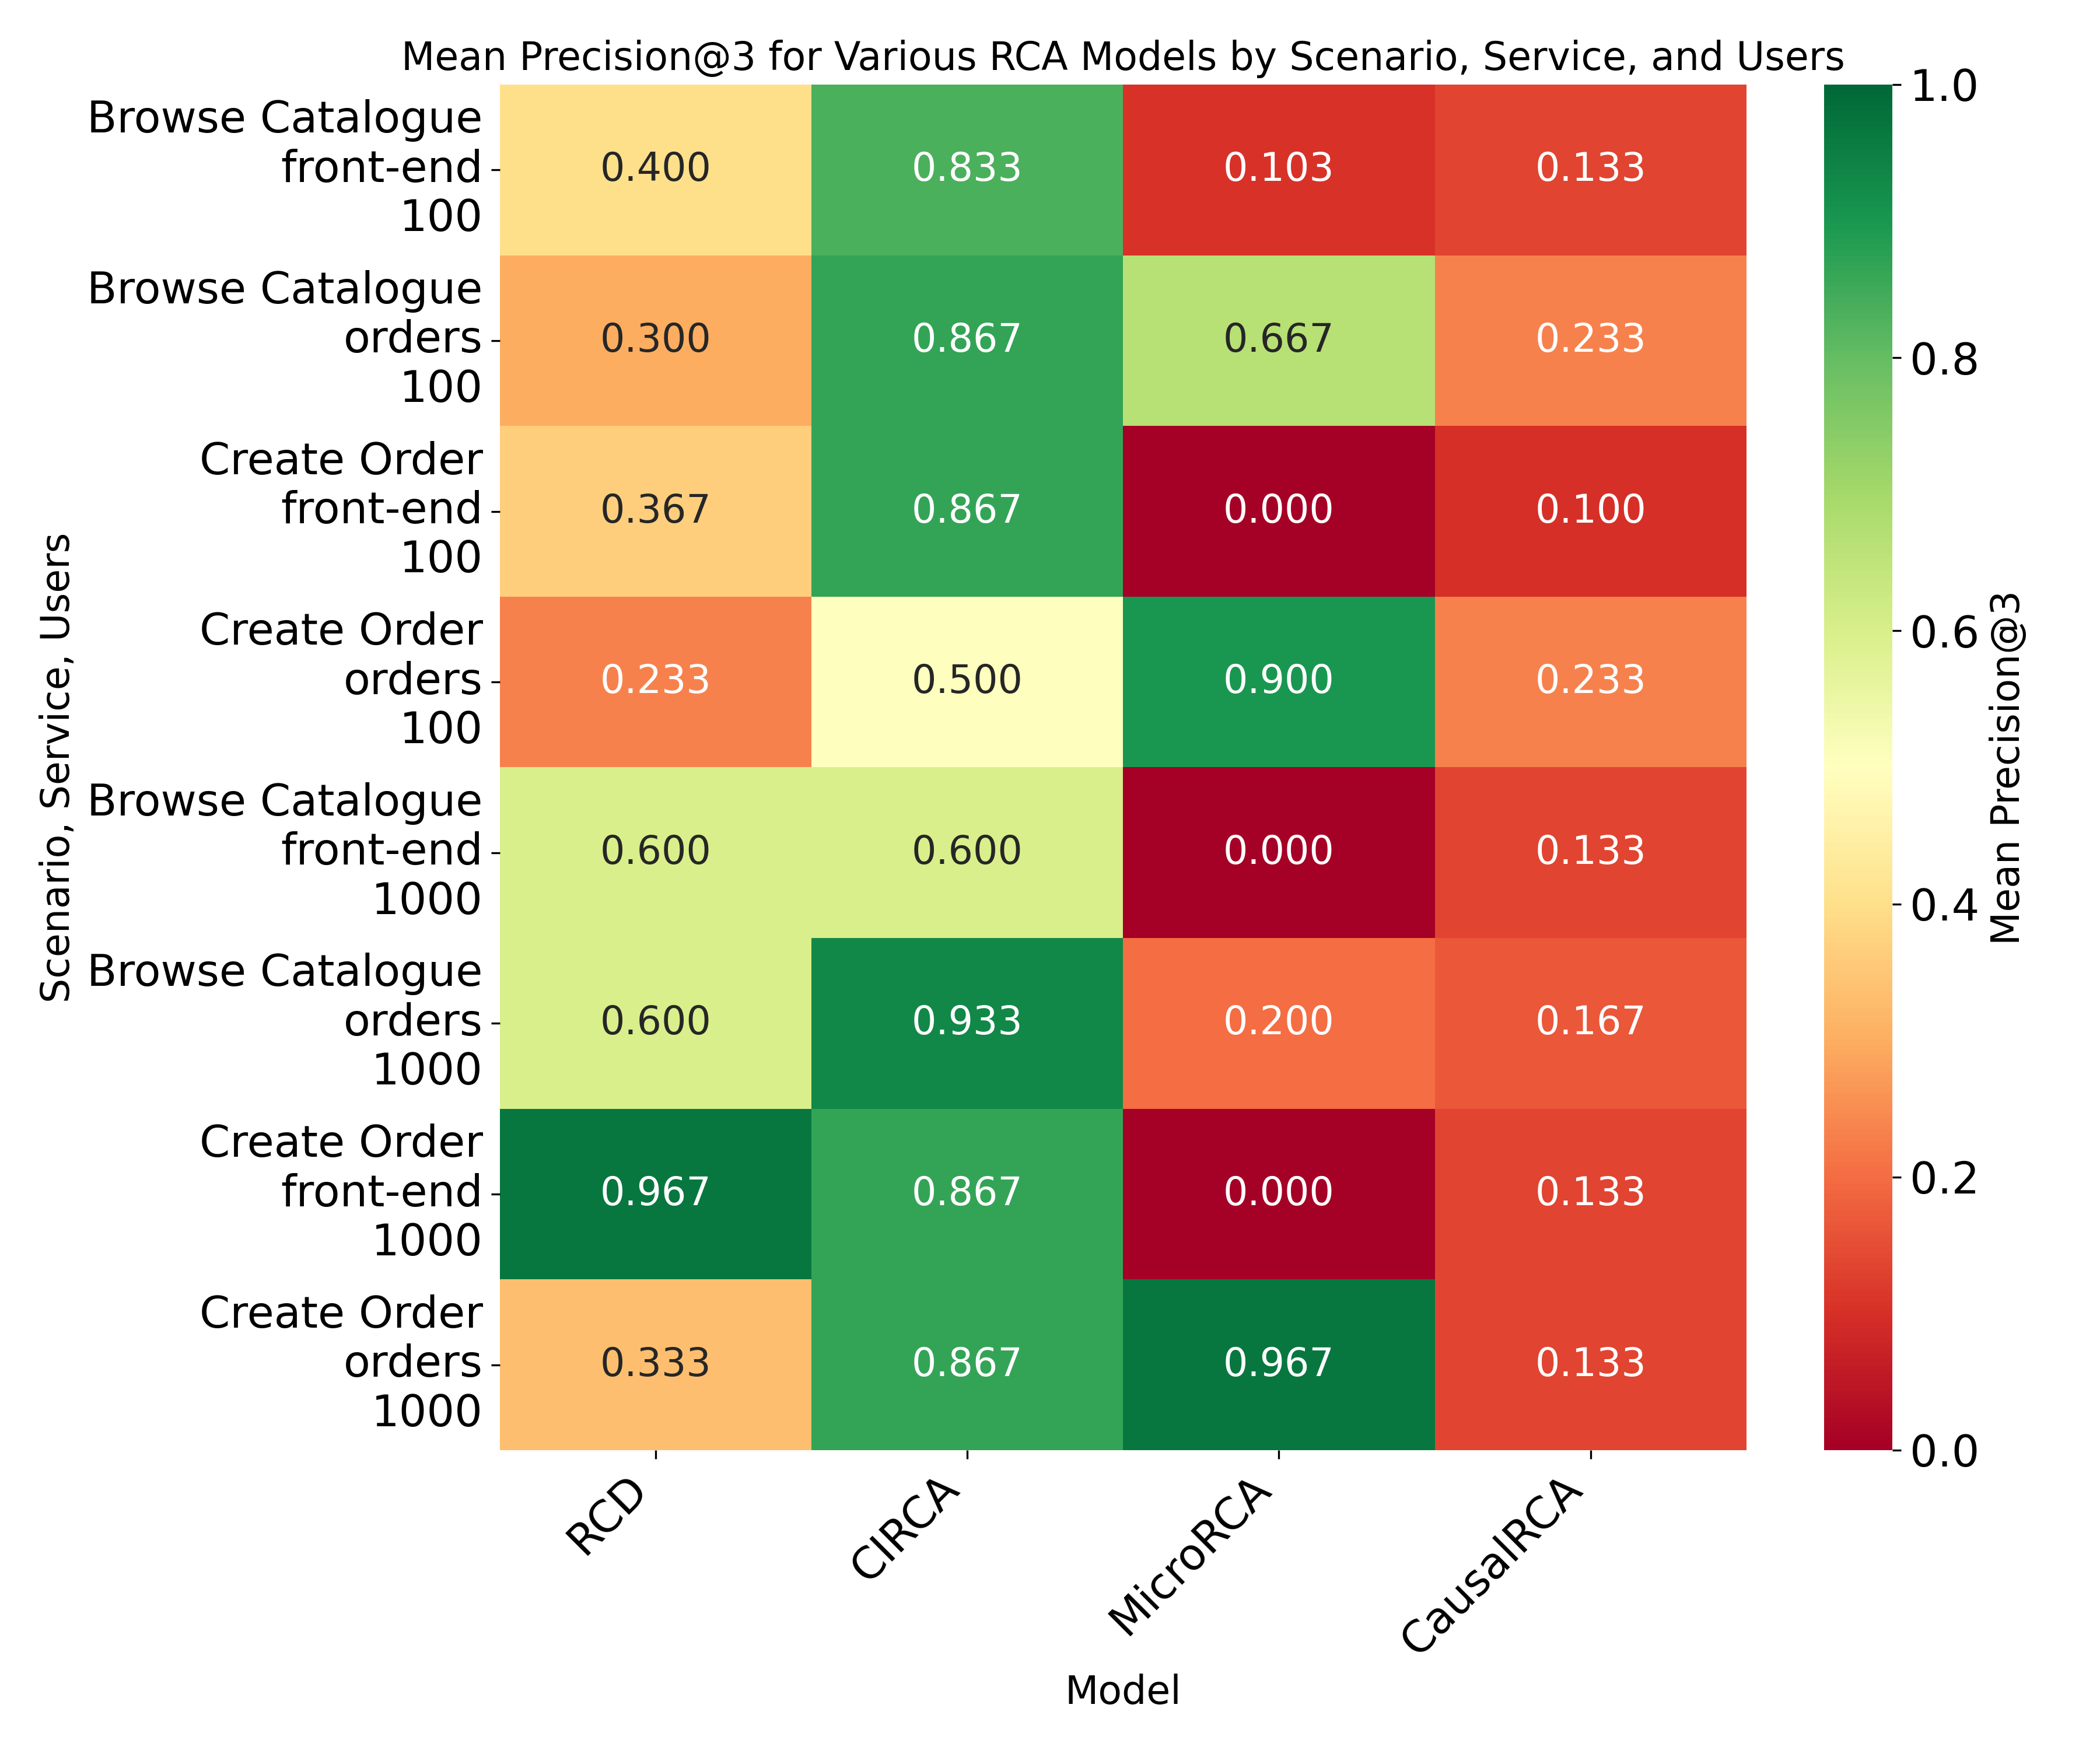 Mean Precision@3 for Various RCA Models by Scenario, Service, and Users
Scenario, Service, Users
Browse Catalogue
front-end
100
0.400
0.833
0.103
0.133
Browse Catalogue
orders
100
0.300
0.867
0.667
0.233
Create Order
front-end
100
0.367
0.867
0.000
0.100
Create Order
orders
100
0.233
0.500
0.900
0.233
Browse Catalogue
front-end
1000
0.600
0.600
0.000
0.133
Browse Catalogue
orders
1000
0.600
0.933
0.200
0.167
Create Order
front-end
1000
0.967
0.867
0.000
0.133
Create Order
orders
1000
0.333
0.867
0.967
0.133
RCD
CIRCA
MicroRCA
CausalRCA
Model
1.0
0.8
0.6
0.4
0.2
0.0
Mean Precision@3